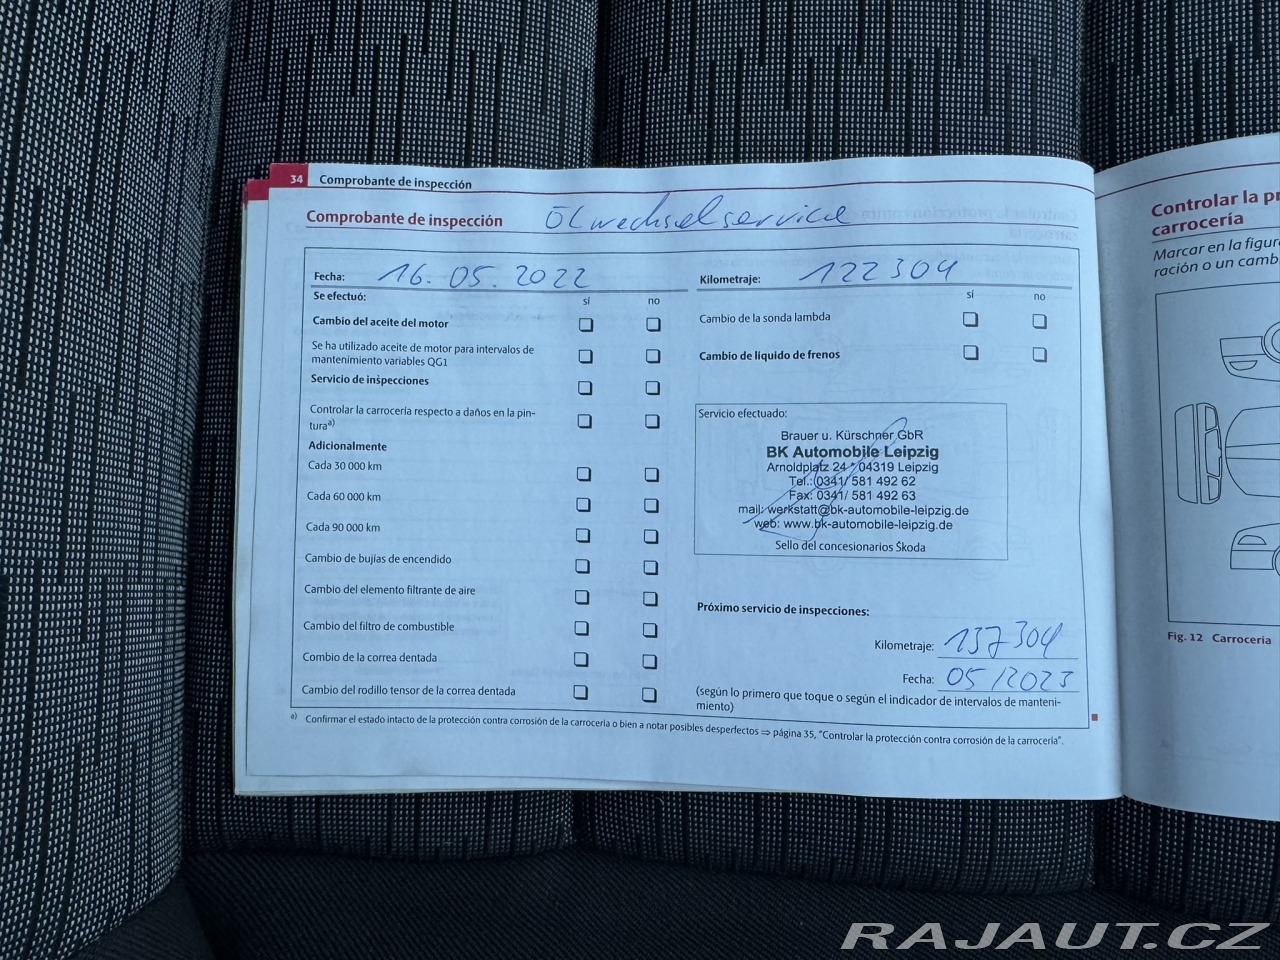 34 Comprobante de inspección
Comprobante de inspección Ölwechselservice
Fecha: 16.05.2022
Kilometraje: 122304
Se efectuó: sí no
sí no
Cambio del aceite del motor
Se ha utilizado aceite de motor para intervalos de
mantenimiento variables QG1
Servicio de inspecciones
Controlar la carrocería respecto a daños en la pin-
tura a)
Adicionalmente
Cada 30 000 km
Cada 60 000 km
Cada 90 000 km
Cambio de bujías de encendido
Cambio del elemento filtrante de aire
Cambio del filtro de combustible
Combio de la correa dentada
Cambio del rodillo tensor de la correa dentada
Cambio de la sonda lambda
Cambio de líquido de frenos
Servicio efectuado:
Brauer u. Kürschner GbR
BK Automobile Leipzig
Arnoldplatz 24 * 04319 Leipzig
Tel.: 0341/ 581 492 62
Fax: 0341/ 581 492 63
mail: werkstatt@bk-automobile-leipzig.de
web: www.bk-automobile-leipzig.de
Sello del concesionarios Škoda
Próximo servicio de inspecciones:
Kilometraje: 137304
Fecha: 05/2023
(según lo primero que toque o según el indicador de intervalos de manteni-
miento)
a) Confirmar el estado intacto de la protección contra corrosión de la carrocería o bien a notar posibles desperfectos ⇒ página 35, "Controlar la protección contra corrosión de la carrocería".
Controlar la
carrocería
Marcar en la
ración o un
Fig. 12 Carrocería
RAJAUT.CZ